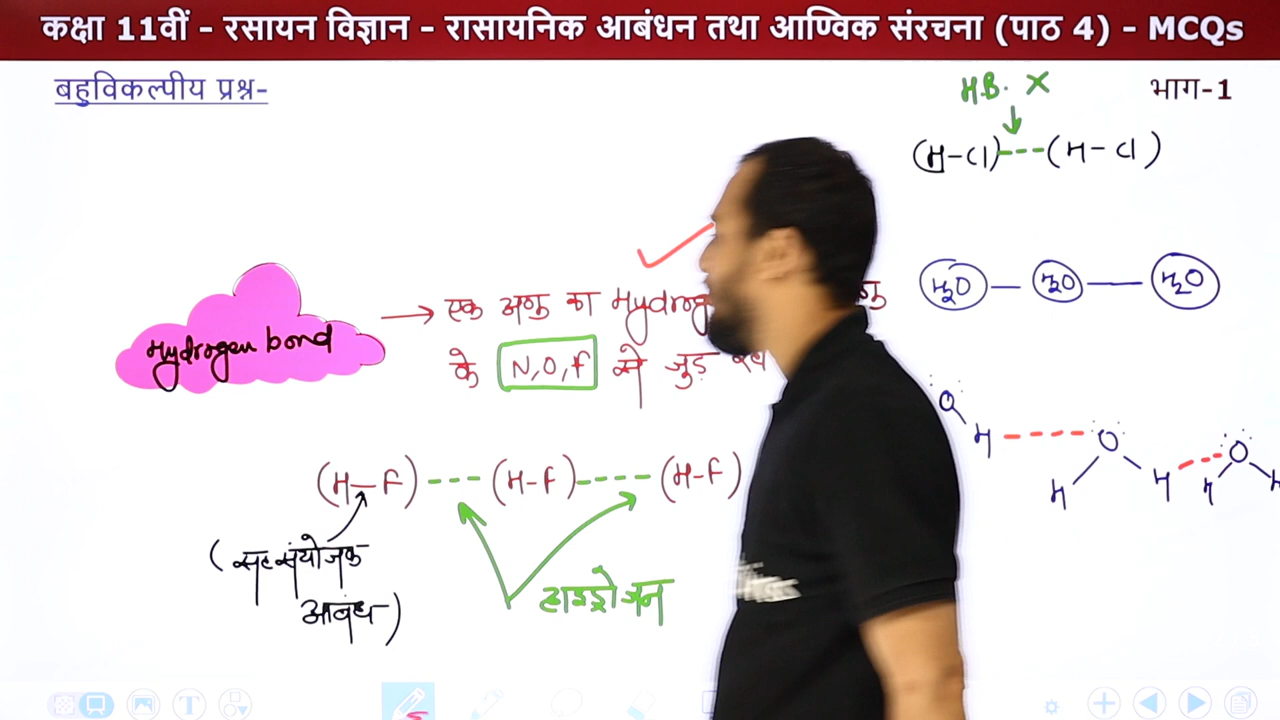 कक्षा 11वीं - रसायन विज्ञान - रासायनिक आबंधन तथा आण्विक संरचना (पाठ 4) - MCQs
बहुविकल्पीय प्रश्न-
भाग-1
H.B. X
(H-Cl)---(H-Cl)
Hydrogen bond
→ एक अणु का
के N,O,F से जुड़
H2O — H2O — H2O
O
H ----- O
H H --- O
H H
(H-F) --- (H-F) ---- (H-F)
(सहसंयोजक
आबंध)
हाइड्रोजन